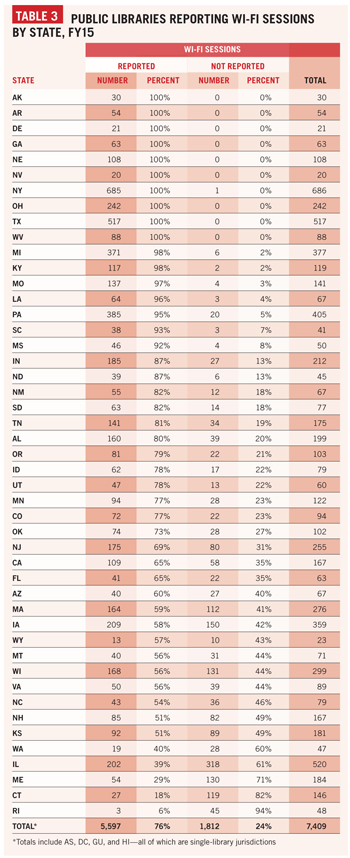 TABLE 3 PUBLIC LIBRARIES REPORTING WI-FI SESSIONS
BY STATE, FY15
WI-FI SESSIONS
REPORTED NOT REPORTED
STATE NUMBER PERCENT NUMBER PERCENT TOTAL
AK 30 100% 0 0% 30
AR 54 100% 0 0% 54
DE 21 100% 0 0% 21
GA 63 100% 0 0% 63
NE 108 100% 0 0% 108
NV 20 100% 0 0% 20
NY 685 100% 1 0% 686
OH 242 100% 0 0% 242
TX 517 100% 0 0% 517
WV 88 100% 0 0% 88
MI 371 98% 6 2% 377
KY 117 98% 2 2% 119
MO 137 97% 4 3% 141
LA 64 96% 3 4% 67
PA 385 95% 20 5% 405
SC 38 93% 3 7% 41
MS 46 92% 4 8% 50
IN 185 87% 27 13% 212
ND 39 87% 6 13% 45
NM 55 82% 12 18% 67
SD 63 82% 14 18% 77
TN 141 81% 34 19% 175
AL 160 80% 39 20% 199
OR 81 79% 22 21% 103
ID 62 78% 17 22% 79
UT 47 78% 13 22% 60
MN 94 77% 28 23% 122
CO 72 77% 22 23% 94
OK 74 73% 28 27% 102
NJ 175 69% 80 31% 255
CA 109 65% 58 35% 167
FL 41 65% 22 35% 63
AZ 40 60% 27 40% 67
MA 164 59% 112 41% 276
IA 209 58% 150 42% 359
WY 13 57% 10 43% 23
MT 40 56% 31 44% 71
WI 168 56% 131 44% 299
VA 50 56% 39 44% 89
NC 43 54% 36 46% 79
NH 85 51% 82 49% 167
KS 92 51% 89 49% 181
WA 19 40% 28 60% 47
IL 202 39% 318 61% 520
ME 54 29% 130 71% 184
CT 27 18% 119 82% 146
RI 3 6% 45 94% 48
TOTAL* 5,597 76% 1,812 24% 7,409
*Totals include AS, DC, GU, and HI—all of which are single-library jurisdictions